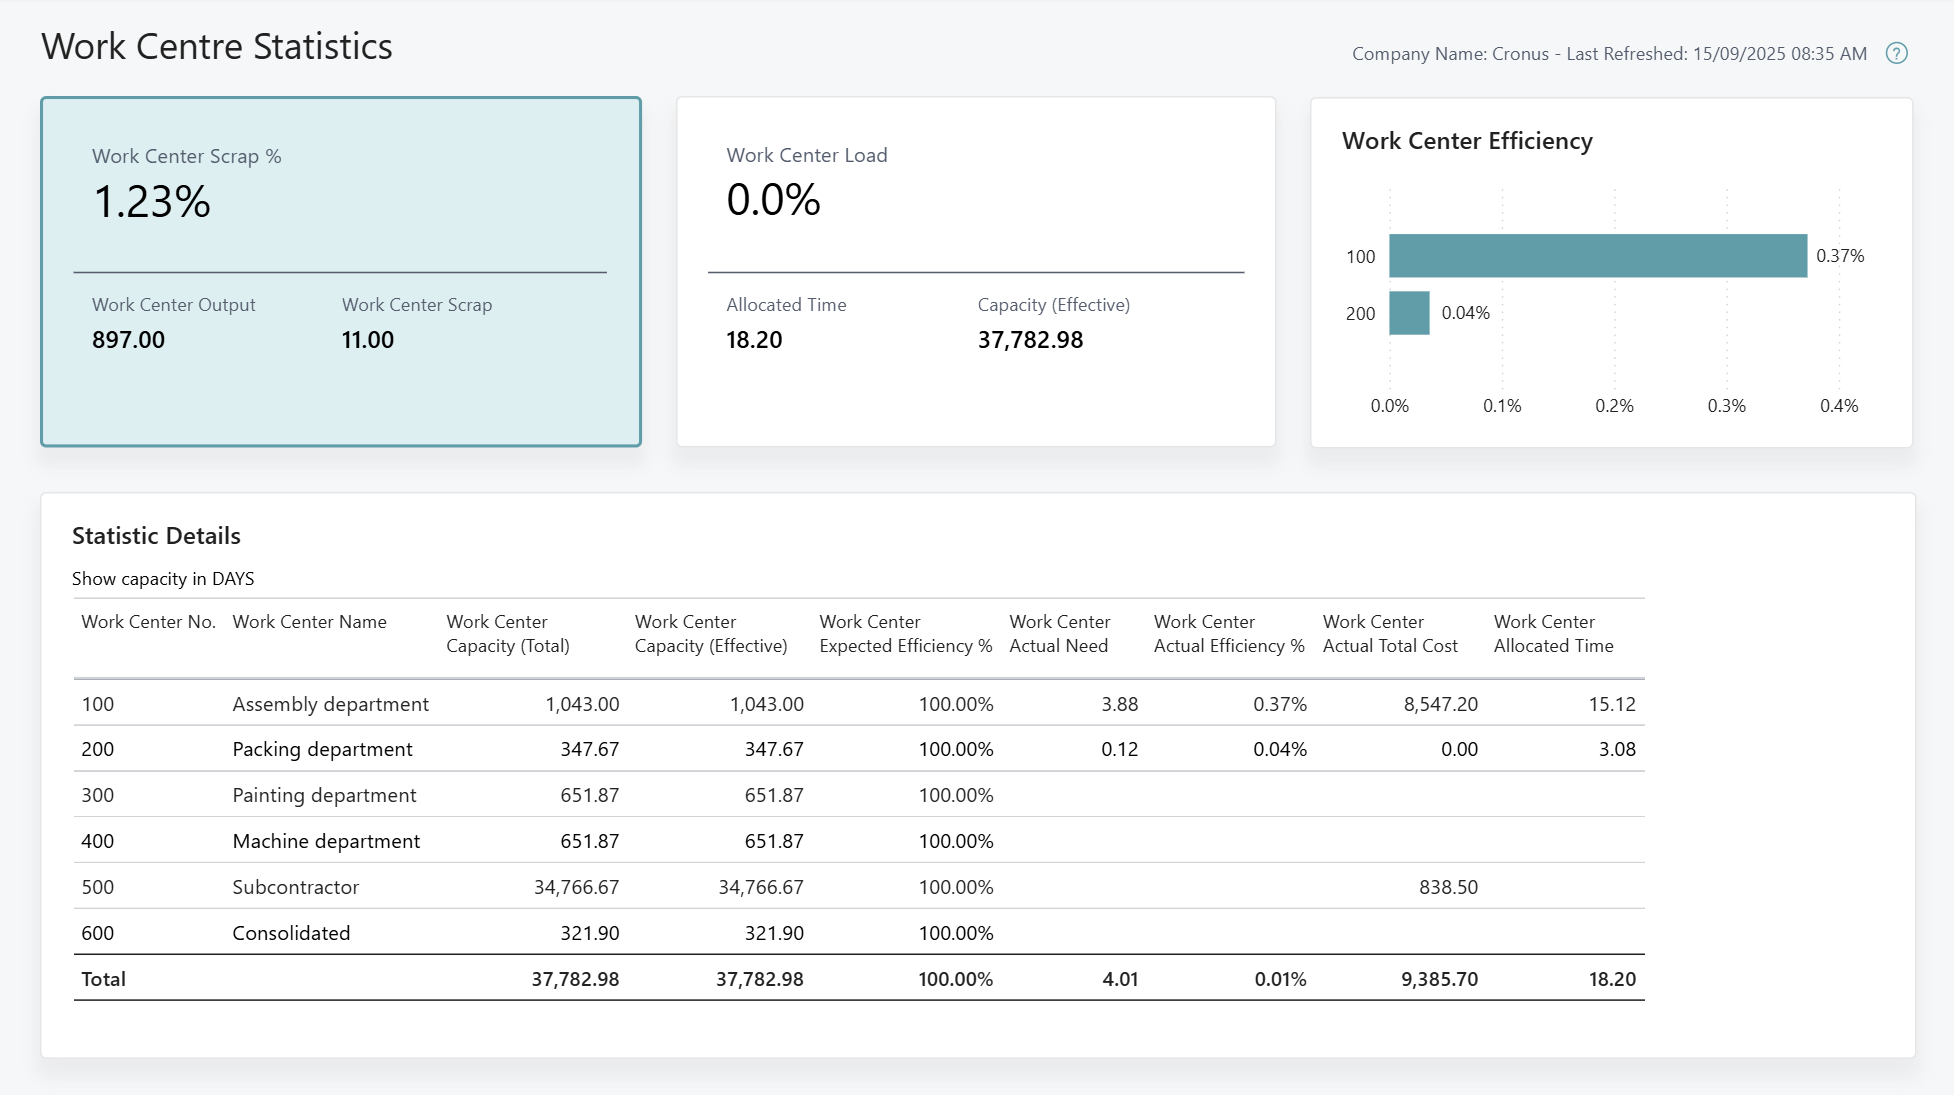 Work Centre Statistics
Company Name: Cronus - Last Refreshed: 15/09/2025 08:35 AM
?
Work Center Scrap %
1.23%
Work Center Output Work Center Scrap
897.00 11.00
Work Center Load
0.0%
Allocated Time Capacity (Effective)
18.20 37,782.98
Work Center Efficiency
100 0.37%
200 0.04%
0.0% 0.1% 0.2% 0.3% 0.4%
Statistic Details
Show capacity in DAYS
Work Center No. Work Center Name Work Center Work Center Work Center Work Center Work Center Work Center Work Center
Capacity (Total) Capacity (Effective) Expected Efficiency % Actual Need Actual Efficiency % Actual Total Cost Allocated Time
100 Assembly department 1,043.00 1,043.00 100.00% 3.88 0.37% 8,547.20 15.12
200 Packing department 347.67 347.67 100.00% 0.12 0.04% 0.00 3.08
300 Painting department 651.87 651.87 100.00%
400 Machine department 651.87 651.87 100.00%
500 Subcontractor 34,766.67 34,766.67 100.00% 838.50
600 Consolidated 321.90 321.90 100.00%
Total 37,782.98 37,782.98 100.00% 4.01 0.01% 9,385.70 18.20